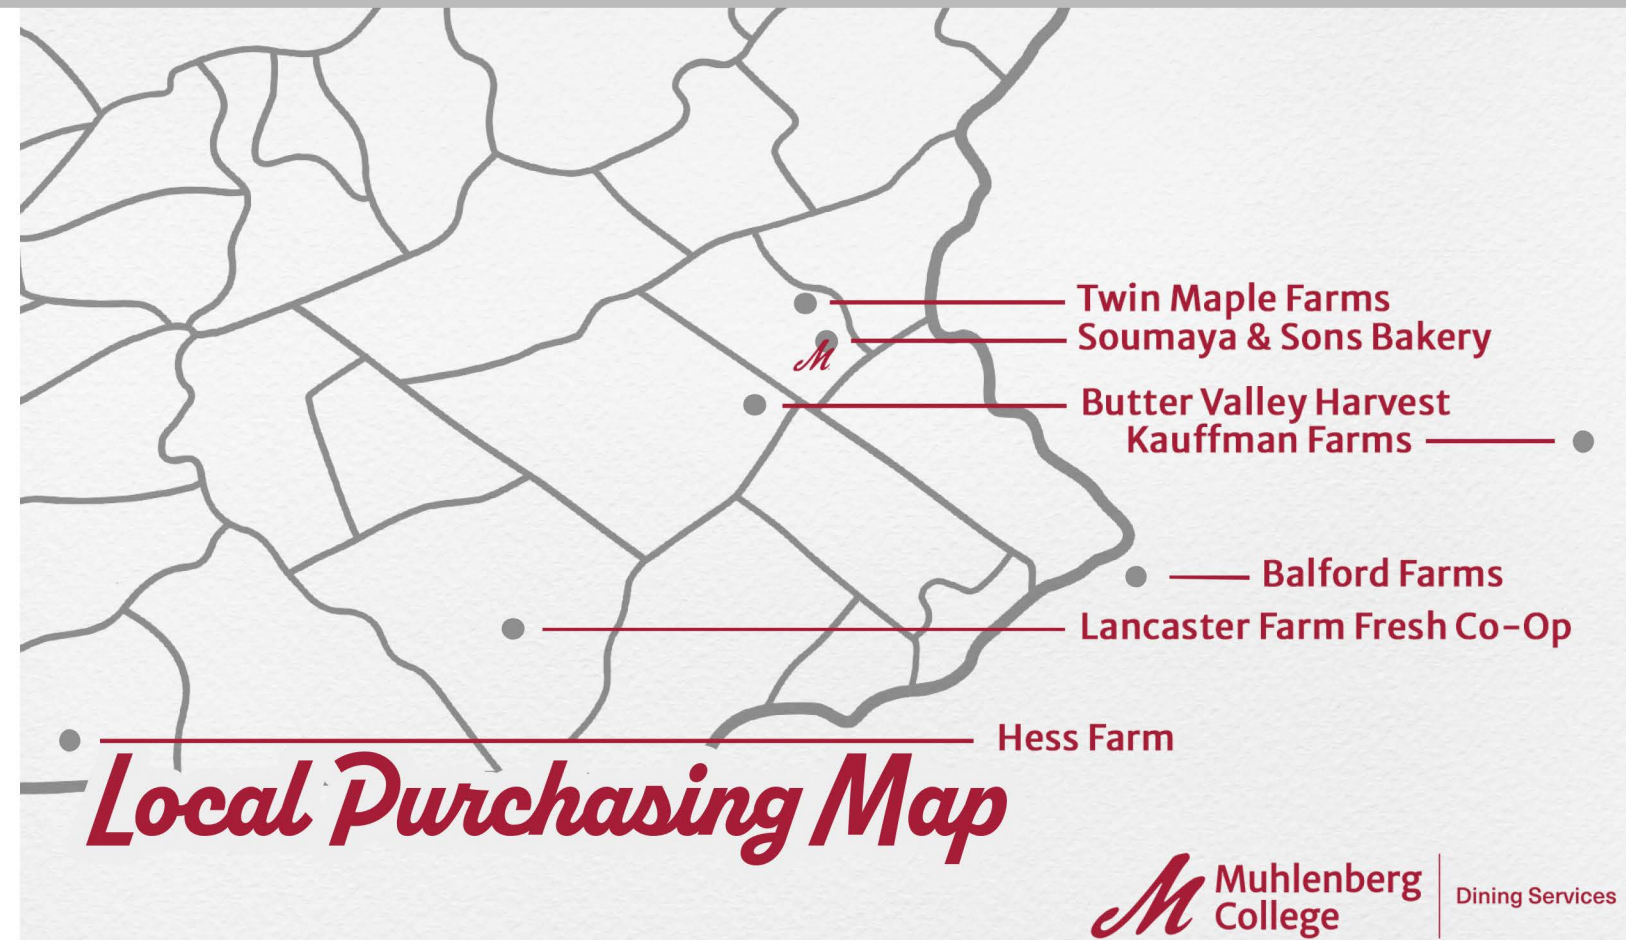 Twin Maple Farms
Soumaya & Sons Bakery
M
Butter Valley Harvest
Kauffman Farms
Balford Farms
Lancaster Farm Fresh Co-Op
Hess Farm
Local Purchasing Map
M
Muhlenberg
College
Dining Services